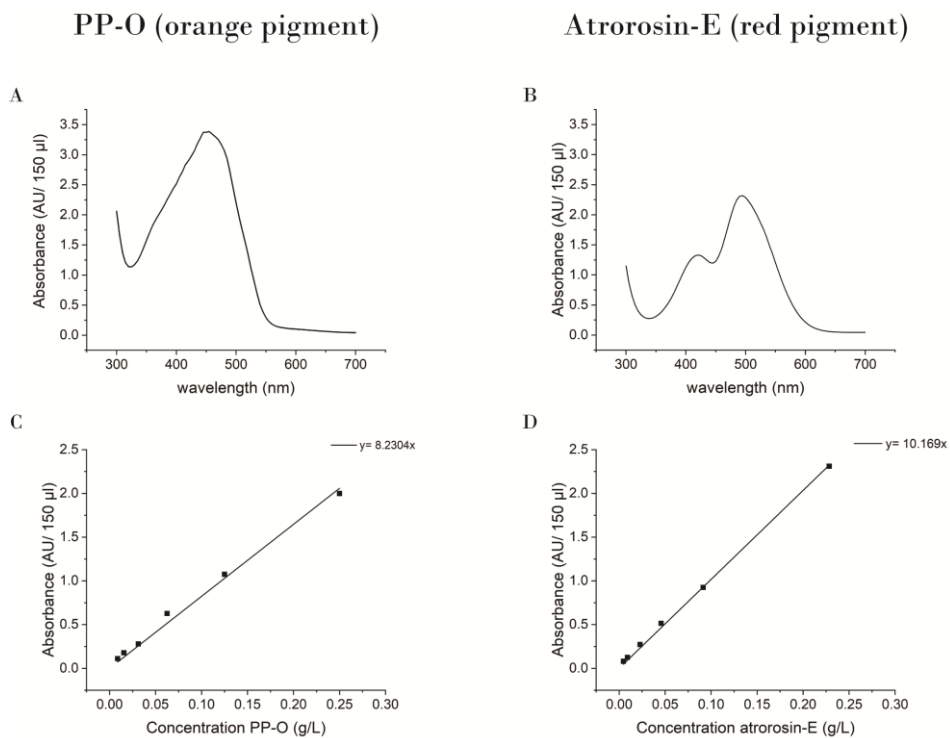 PP-O (orange pigment)
Atrorosin-E (red pigment)
A
3.5
3.0
2.5
2.0
1.5
1.0
0.5
0.0
Absorbance (AU/ 150 µl)
300 400 500 600 700
wavelength (nm)
B
3.5
3.0
2.5
2.0
1.5
1.0
0.5
0.0
Absorbance (AU/ 150 µl)
300 400 500 600 700
wavelength (nm)
C
y= 8.2304x
2.5
2.0
1.5
1.0
0.5
0.0
Absorbance (AU/ 150 µl)
0.00 0.05 0.10 0.15 0.20 0.25 0.30
Concentration PP-O (g/L)
D
y= 10.169x
2.5
2.0
1.5
1.0
0.5
0.0
Absorbance (AU/ 150 µl)
0.00 0.05 0.10 0.15 0.20 0.25 0.30
Concentration atrorosin-E (g/L)